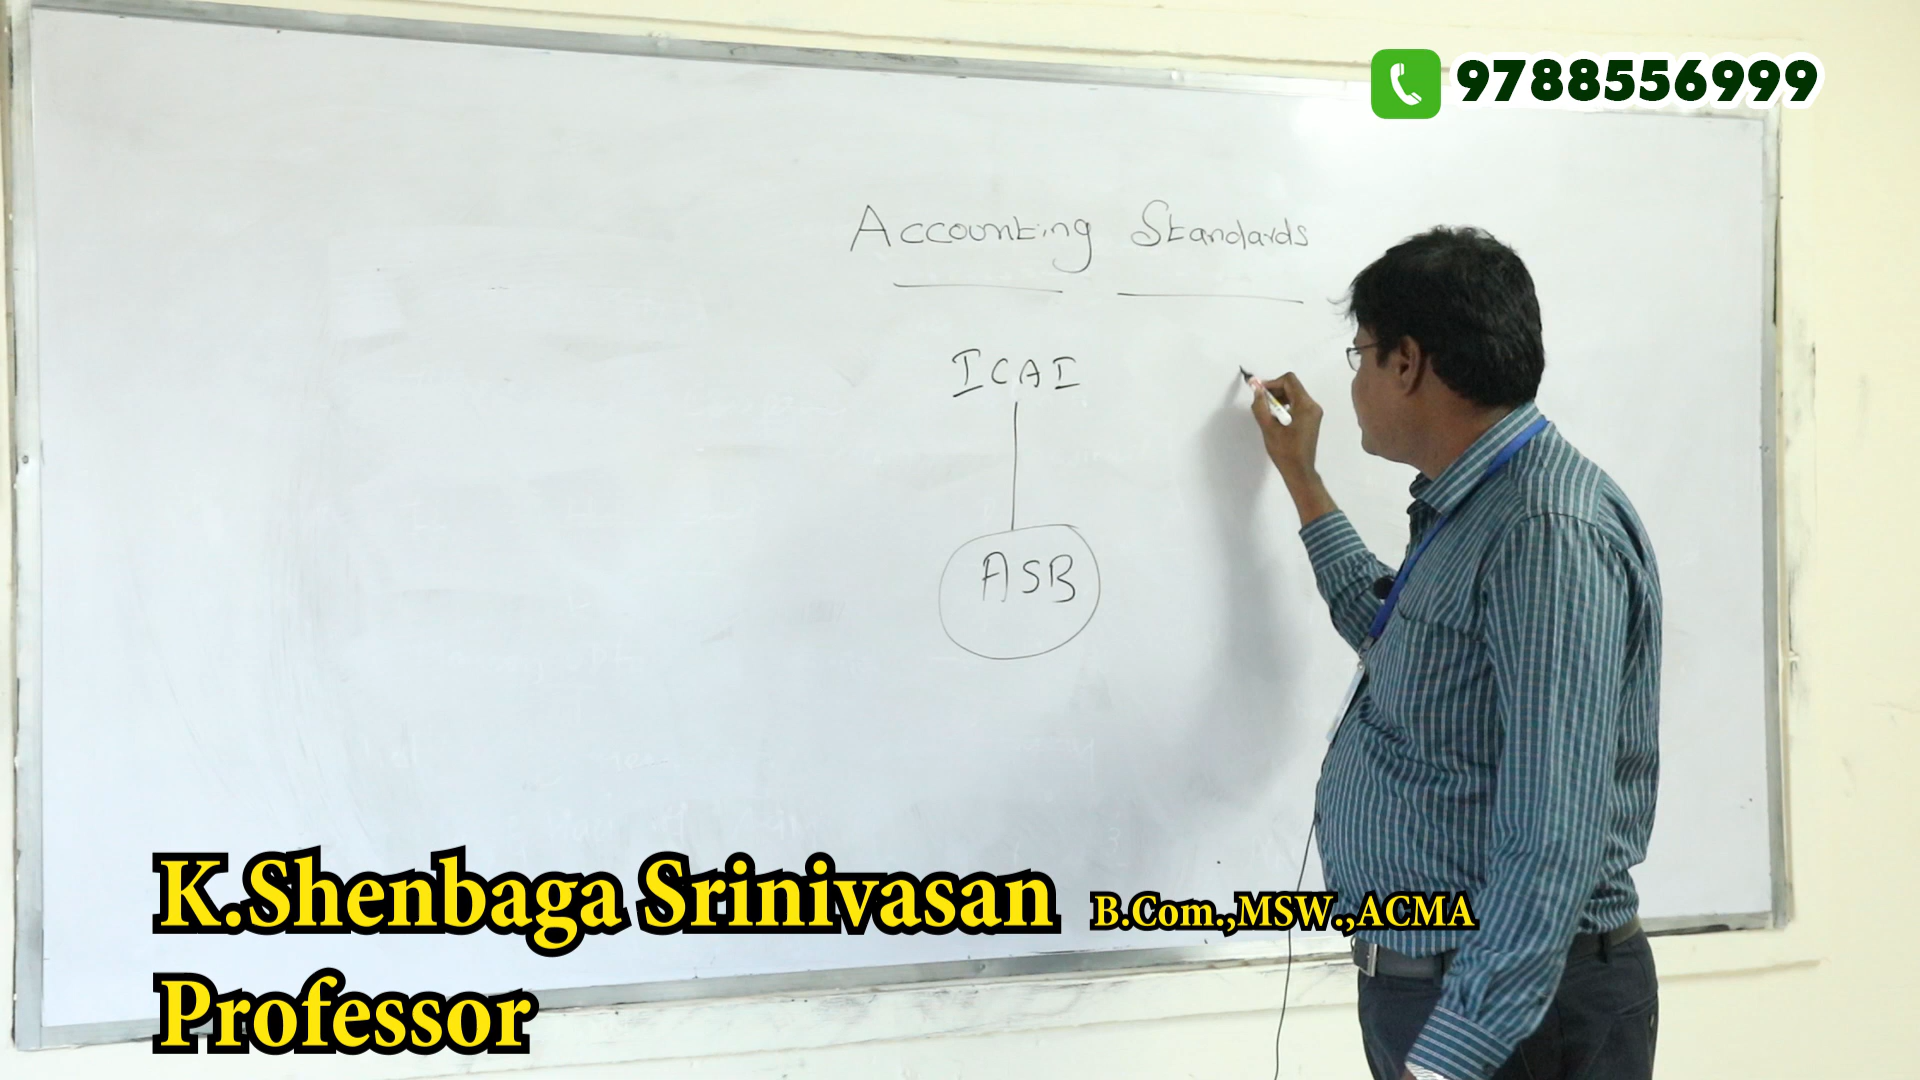 9788556999
Accounting Standards
ICAI
ASB
K.Shenbaga Srinivasan B.Com.,MSW.,ACMA
Professor